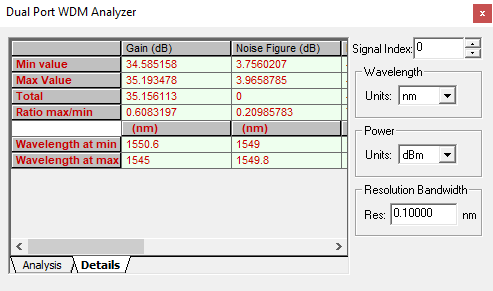 Dual Port WDM Analyzer
Gain (dB) Noise Figure (dB)
Min value 34.585158 3.7560207
Max Value 35.193478 3.9658785
Total 35.156113 0
Ratio max/min 0.6083197 0.20985783
(nm) (nm)
Wavelength at min 1550.6 1549
Wavelength at max 1545 1549.8
Analysis Details
Signal Index: 0
Wavelength
Units: nm
Power
Units: dBm
Resolution Bandwidth
Res: 0.10000 nm